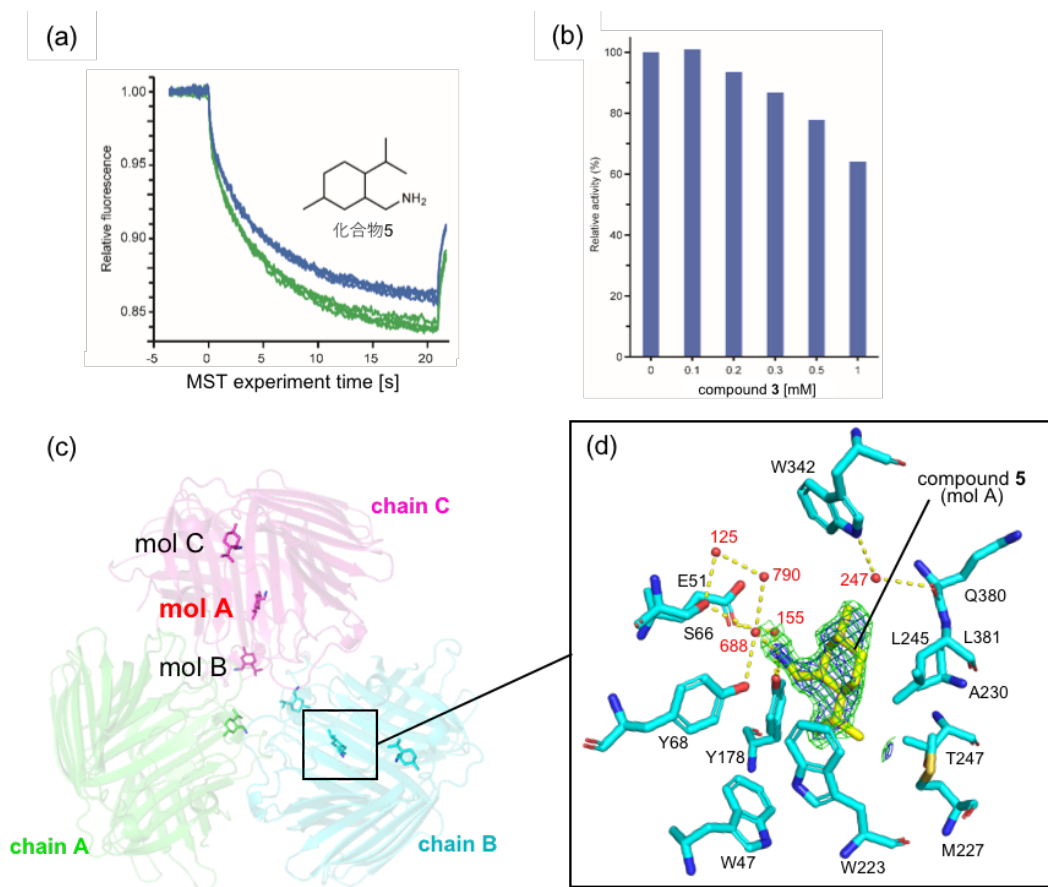 (a)
1.00
0.95
0.90
0.85
-5
0
5
10
15
20
Relative fluorescence
MST experiment time [s]
NH₂
化合物5
(b)
100
80
60
40
20
0
Relative activity (%)
0
0.1
0.2
0.3
0.5
1
compound 3 [mM]
(c)
chain C
mol C
mol A
mol B
chain A
chain B
(d)
W342
compound 5
(mol A)
125
790
247
E51
Q380
155
S66
688
L245
L381
A230
Y68
Y178
T247
W47
W223
M227